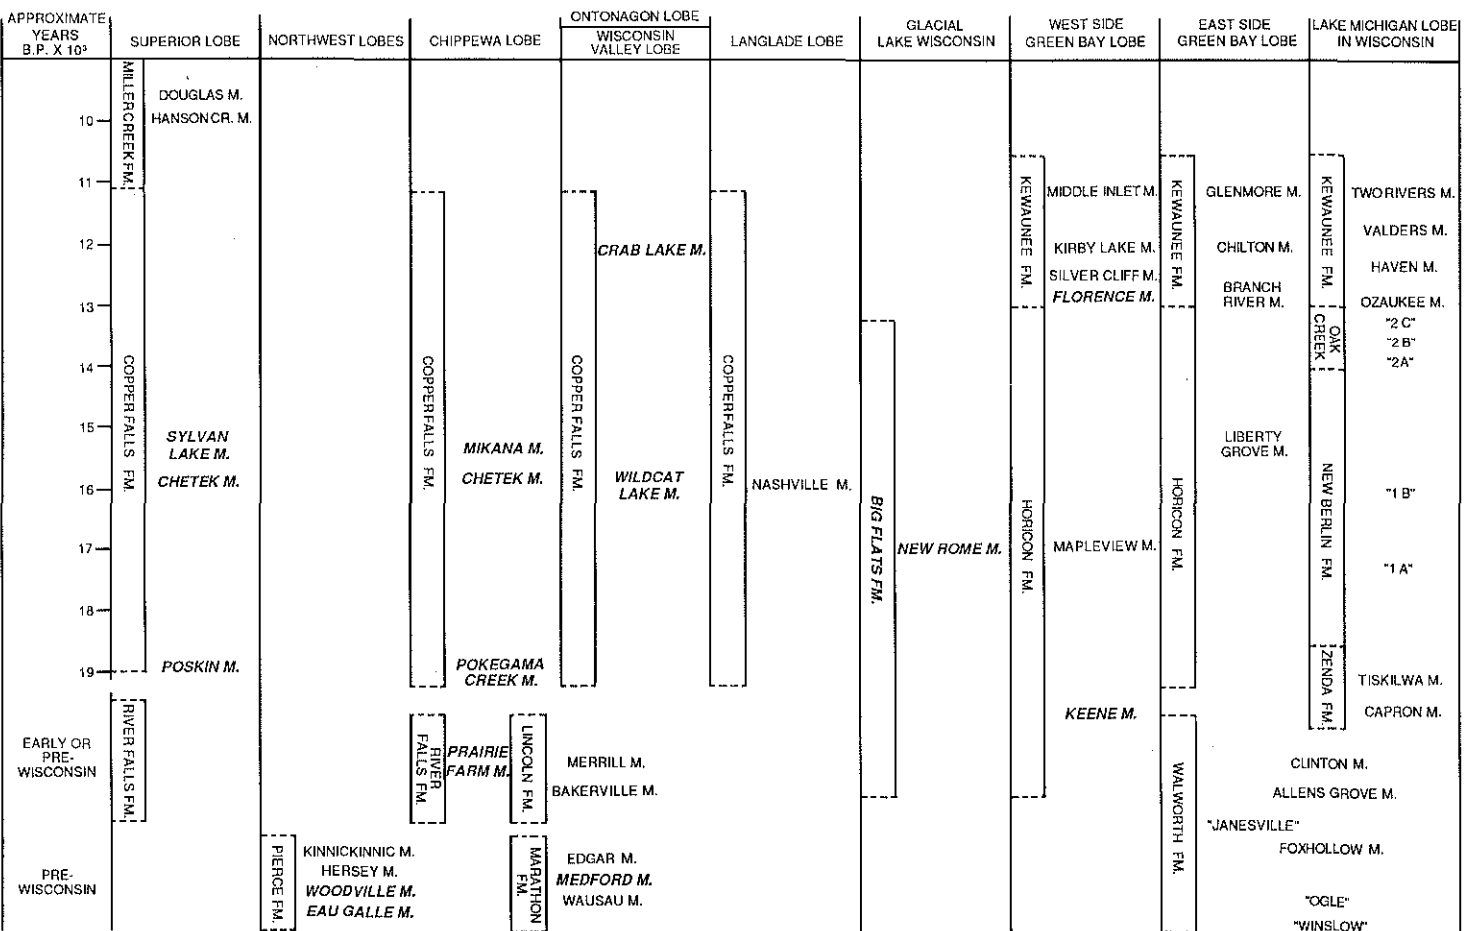 APPROXIMATE
YEARS
B.P. X 10³
SUPERIOR LOBE
NORTHWEST LOBES
CHIPPEWA LOBE
ONTONAGON LOBE
WISCONSIN
VALLEY LOBE
LANGLADE LOBE
GLACIAL
LAKE WISCONSIN
WEST SIDE
GREEN BAY LOBE
EAST SIDE
GREEN BAY LOBE
LAKE MICHIGAN LOBE
IN WISCONSIN
10
11
12
13
14
15
16
17
18
19
EARLY OR
PRE-
WISCONSIN
PRE-
WISCONSIN
MILLER CREEK FM.
DOUGLAS M.
HANSON CR. M.
COPPER FALLS FM.
SYLVAN
LAKE M.
CHETEK M.
POSKIN M.
RIVER FALLS FM.
PIERCE FM.
KINNICKINNIC M.
HERSEY M.
WOODVILLE M.
EAU GALLE M.
COPPER FALLS FM.
MIKANA M.
CHETEK M.
POKEGAMA
CREEK M.
RIVER
FALLS FM.
PRAIRIE
FARM M.
LINCOLN FM.
MERRILL M.
BAKERVILLE M.
MARATHON
FM.
EDGAR M.
MEDFORD M.
WAUSAU M.
COPPER FALLS FM.
CRAB LAKE M.
WILDCAT
LAKE M.
COPPER FALLS FM.
NASHVILLE M.
BIG FLATS FM.
NEW ROME M.
KEWAUNEE FM.
MIDDLE INLET M.
KIRBY LAKE M.
SILVER CLIFF M.
FLORENCE M.
HORICON FM.
MAPLEVIEW M.
KEENE M.
KEWAUNEE FM.
GLENMORE M.
CHILTON M.
BRANCH
RIVER M.
HORICON FM.
LIBERTY
GROVE M.
WALWORTH FM.
KEWAUNEE FM.
TWO RIVERS M.
VALDERS M.
HAVEN M.
OZAUKEE M.
OAK
CREEK
"2 C"
"2 B"
"2A"
NEW BERLIN FM.
"1 B"
"1 A"
ZENDA FM.
TISKILWA M.
CAPRON M.
CLINTON M.
ALLENS GROVE M.
"JANESVILLE"
FOXHOLLOW M.
"OGLE"
"WINSLOW"